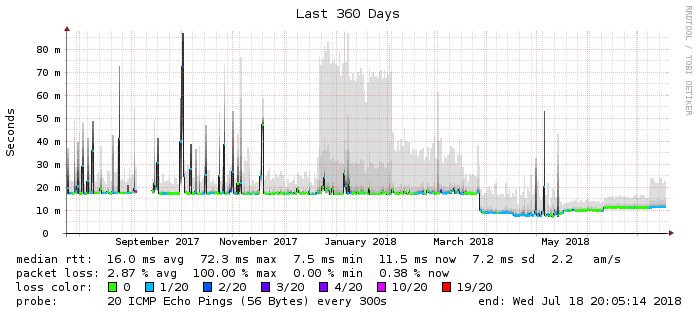 Last 360 Days
RRDTOOL / TOBI OETIKER
Seconds
80 m
70 m
60 m
50 m
40 m
30 m
20 m
10 m
0
September 2017 November 2017 January 2018 March 2018 May 2018
median rtt: 16.0 ms avg 72.3 ms max 7.5 ms min 11.5 ms now 7.2 ms sd 2.2 am/s
packet loss: 2.87 % avg 100.00 % max 0.00 % min 0.38 % now
loss color: 0 1/20 2/20 3/20 4/20 10/20 19/20
probe: 20 ICMP Echo Pings (56 Bytes) every 300s end: Wed Jul 18 20:05:14 2018